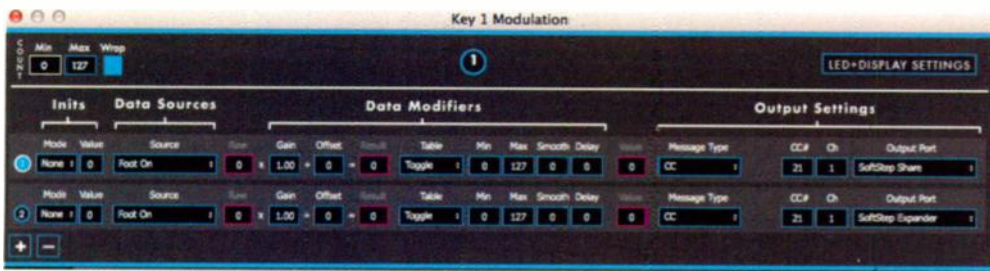 Key 1 Modulation
COUNT
Min Max Wrap
0 127
1
LED+DISPLAY SETTINGS
Inits Data Sources Data Modifiers Output Settings
Mode Value Source Raw Gain Offset Result Table Min Max Smooth Delay Value Message Type CC# Ch Output Port
1 None 0 Foot On 0 x 1.00 + 0 = 0 Toggle 0 127 0 0 0 CC 21 1 SoftStep Share
Mode Value Source Raw Gain Offset Result Table Min Max Smooth Delay Value Message Type CC# Ch Output Port
2 None 0 Foot On 0 x 1.00 + 0 = 0 Toggle 0 127 0 0 0 CC 21 1 SoftStep Expander
+ −